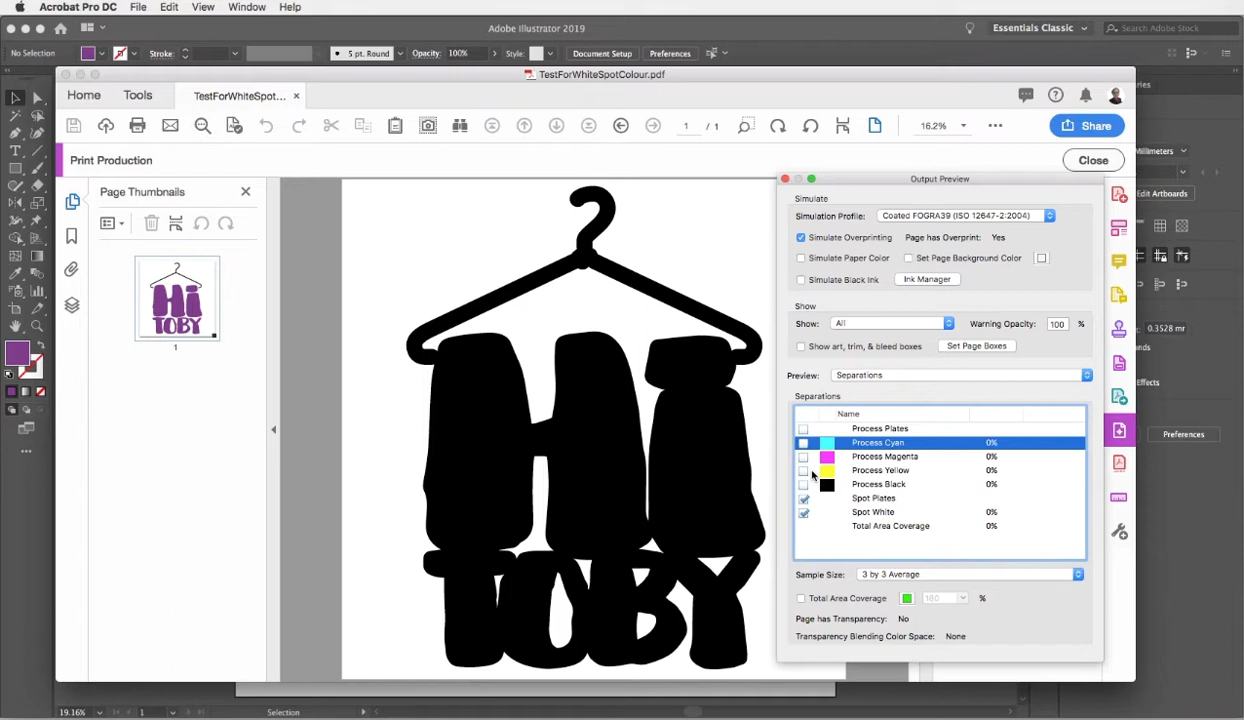 Acrobat Pro DC File Edit View Window Help
Adobe Illustrator 2019
Essentials Classic
Search Adobe Stock
No Selection
Stroke:
5 pt. Round
Opacity: 100%
Style:
Document Setup
Preferences
TestForWhiteSpotColour.pdf
Home
Tools
TestForWhiteSpot... ×
1 / 1
16.2%
Share
Millimeters
Print Production
Close
Page Thumbnails
Edit Artboards
HI
TOBY
1
Hi
TOBY
0.3528 mm
Preferences
Output Preview
Simulate
Simulation Profile: Coated FOGRA39 (ISO 12647-2:2004)
Simulate Overprinting
Page has Overprint: Yes
Simulate Paper Color
Set Page Background Color
Simulate Black Ink
Ink Manager
Show
Show: All
Warning Opacity: 100 %
Show art, trim, & bleed boxes
Set Page Boxes
Preview: Separations
Separations
Name
Process Plates
Process Cyan 0%
Process Magenta 0%
Process Yellow 0%
Process Black 0%
Spot Plates
Spot White 0%
Total Area Coverage 0%
Sample Size: 3 by 3 Average
Total Area Coverage 180 %
Page has Transparency: No
Transparency Blending Color Space: None
19.16%
1
Selection